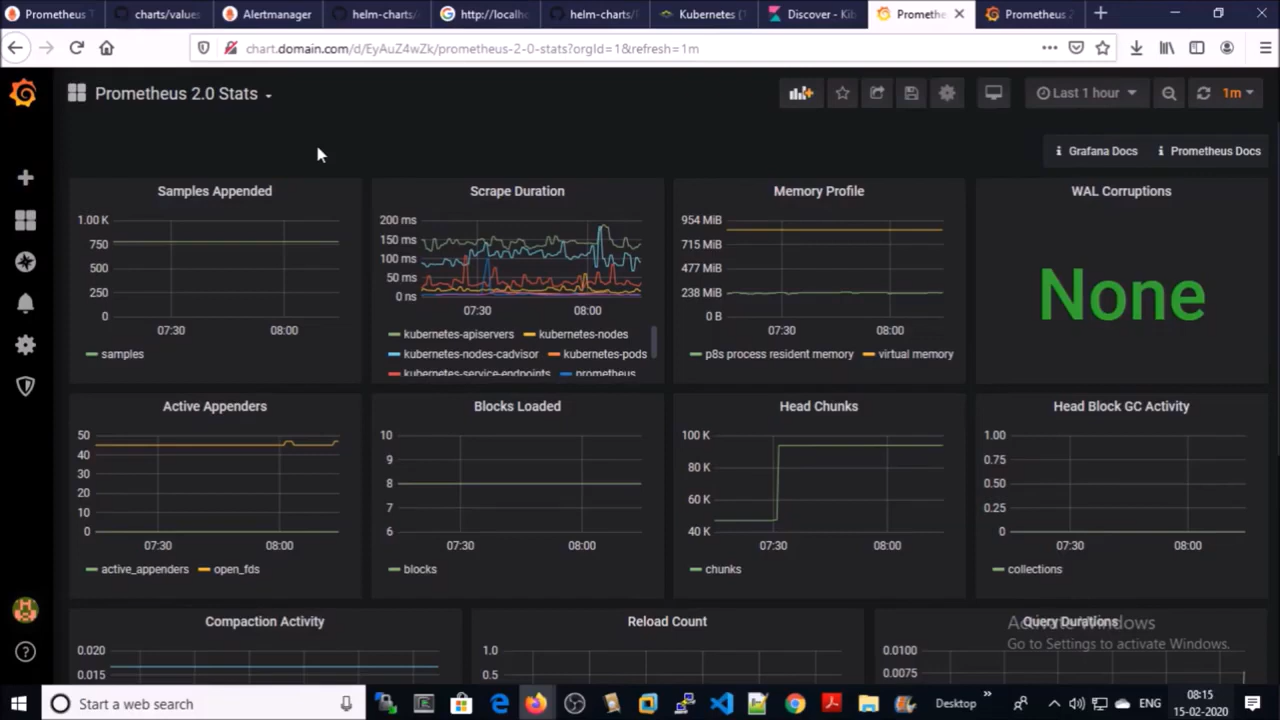 Prometheus T
charts/values
Alertmanager
helm-charts/
http://localho
helm-charts/
Kubernetes (
Discover - Kib
Prometheu
Prometheus 2
chart.domain.com/d/EyAuZ4wZk/prometheus-2-0-stats?orgId=1&refresh=1m
Prometheus 2.0 Stats
Last 1 hour
1m
Grafana Docs
Prometheus Docs
Samples Appended
1.00 K
750
500
250
0
07:30
08:00
samples
Scrape Duration
200 ms
150 ms
100 ms
50 ms
0 ns
07:30
08:00
kubernetes-apiservers
kubernetes-nodes
kubernetes-nodes-cadvisor
kubernetes-pods
kubernetes-service-endpoints
prometheus
Memory Profile
954 MiB
715 MiB
477 MiB
238 MiB
0 B
07:30
08:00
p8s process resident memory
virtual memory
WAL Corruptions
None
Active Appenders
50
40
30
20
10
0
07:30
08:00
active_appenders
open_fds
Blocks Loaded
10
9
8
7
6
07:30
08:00
blocks
Head Chunks
100 K
80 K
60 K
40 K
07:30
08:00
chunks
Head Block GC Activity
1.00
0.75
0.50
0.25
0
07:30
08:00
collections
Compaction Activity
0.020
0.015
Reload Count
1.0
0.5
Query Durations
0.0100
0.0075
Activate Windows
Go to Settings to activate Windows.
Start a web search
Desktop
ENG
08:15
15-02-2020